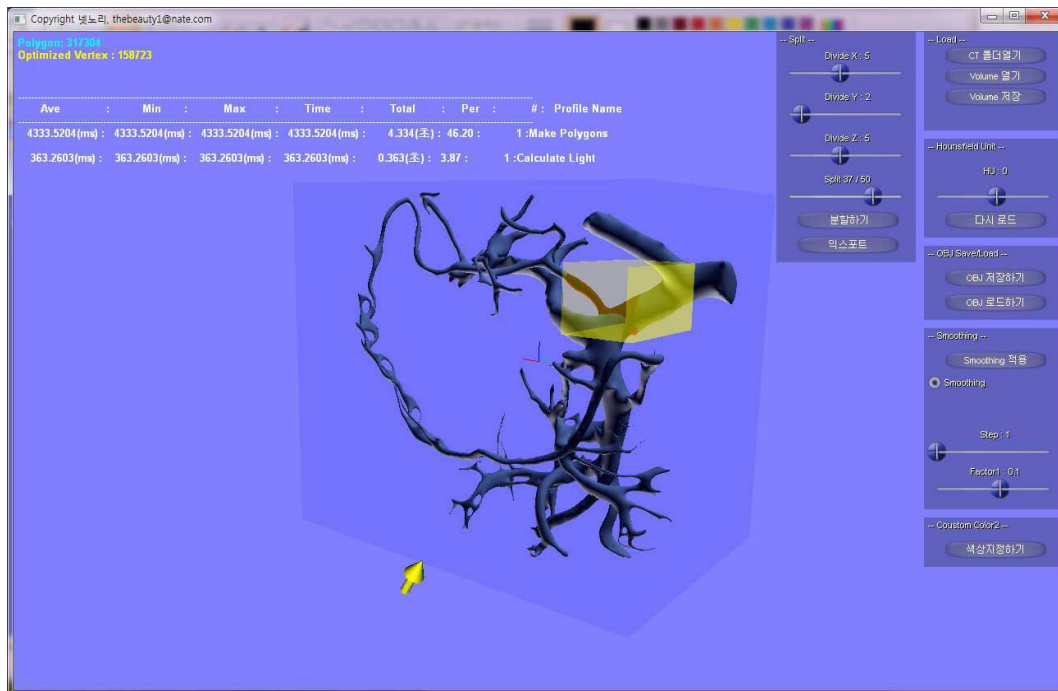 Copyright 넷노리, thebeauty1@nate.com
Polygon: 317304
Optimized Vertex : 158723
Ave : Min : Max : Time : Total : Per : # : Profile Name
4333.5204(ms) : 4333.5204(ms) : 4333.5204(ms) : 4333.5204(ms) : 4.334(초) : 46.20 : 1 :Make Polygons
363.2603(ms) : 363.2603(ms) : 363.2603(ms) : 363.2603(ms) : 0.363(초) : 3.87 : 1 :Calculate Light
-- Split --
Divide X : 5
Divide Y : 2
Divide Z : 5
Split 37 / 50
분할하기
익스포트
-- Load --
CT 폴더열기
Volume 열기
Volume 저장
-- Hounsfield Unit --
HU : 0
다시 로드
-- OBJ Save/Load --
OBJ 저장하기
OBJ 로드하기
-- Smoothing --
Smoothing 적용
Smoothing
Step : 1
Factor1 : 0.1
-- Coustom Color2 --
색상지정하기